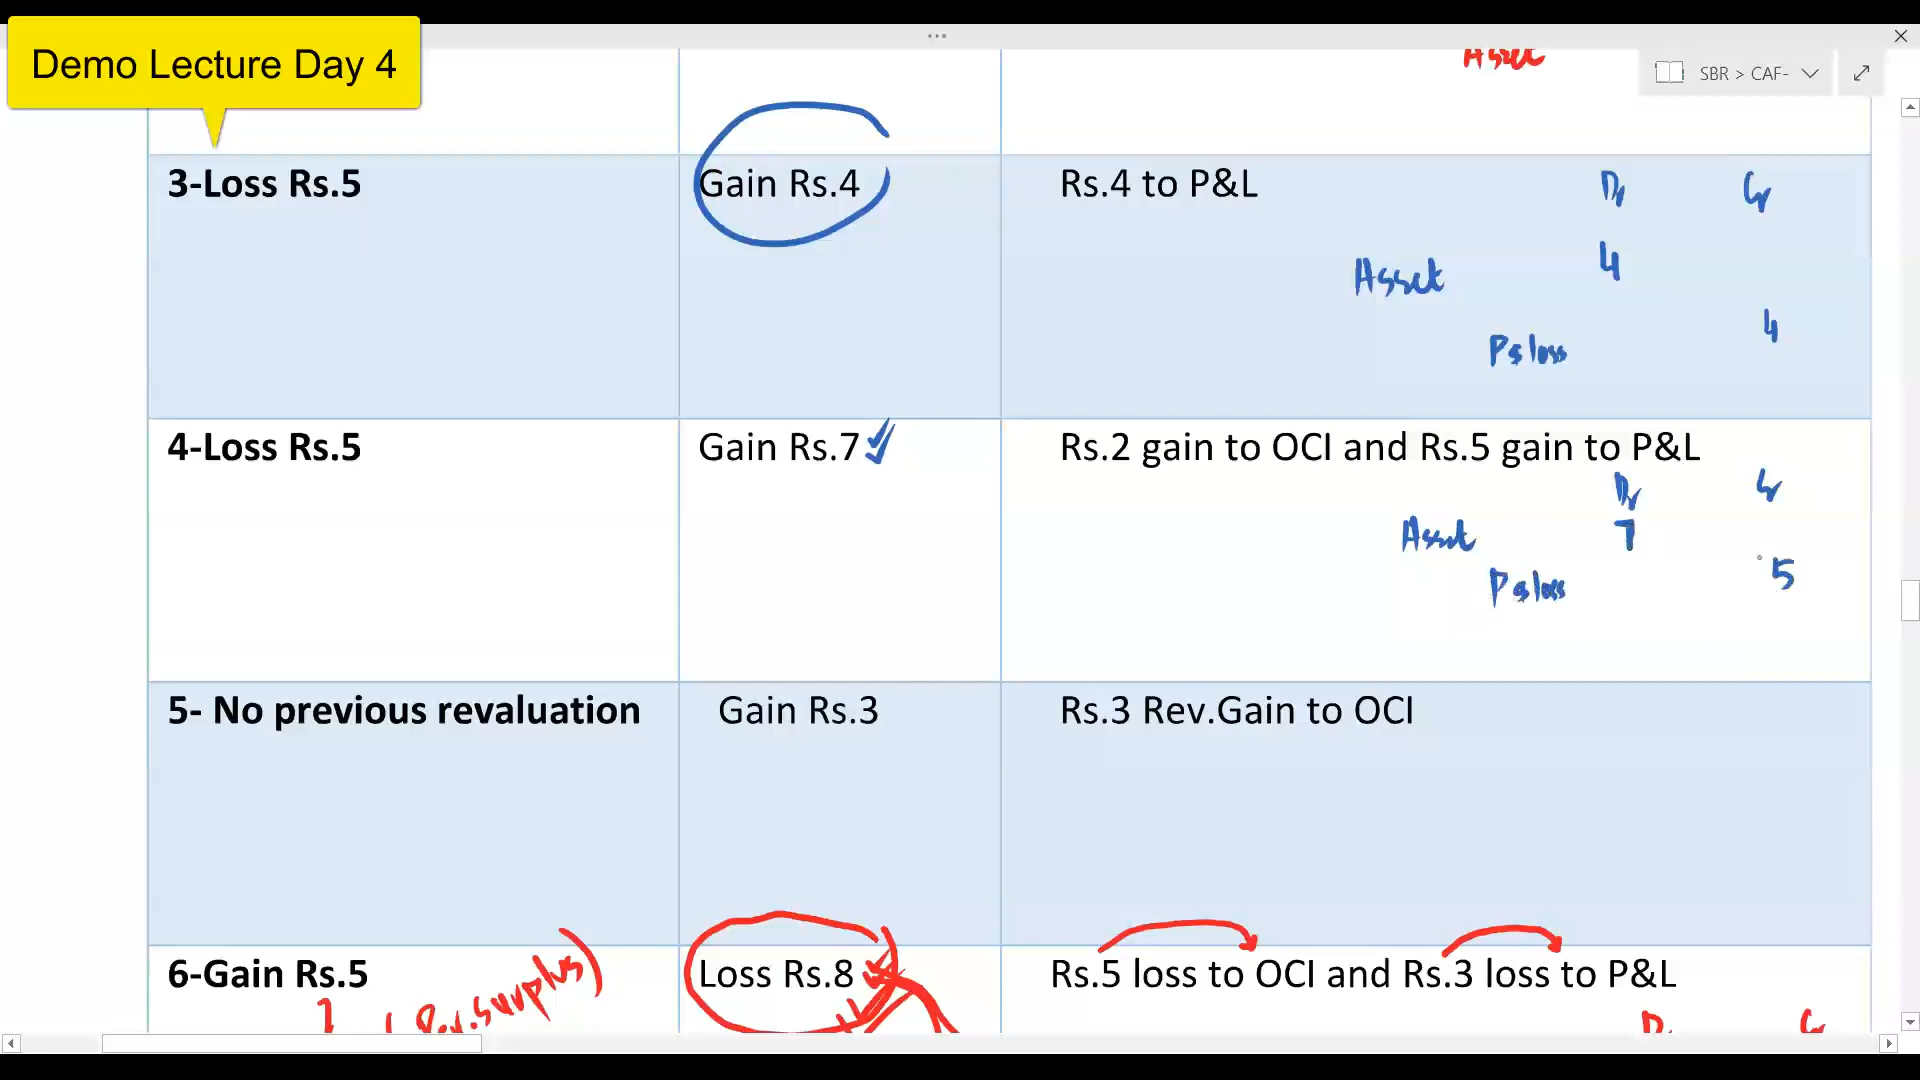 Demo Lecture Day 4
Asset
SBR > CAF-
3-Loss Rs.5
Gain Rs.4
Rs.4 to P&L
Dr Cr
Asset 4
P&loss 4
4-Loss Rs.5
Gain Rs.7
Rs.2 gain to OCI and Rs.5 gain to P&L
Dr Cr
Asset 7
P&loss 5
5- No previous revaluation
Gain Rs.3
Rs.3 Rev.Gain to OCI
6-Gain Rs.5
Loss Rs.8
Rs.5 loss to OCI and Rs.3 loss to P&L
(Rev.surplus)